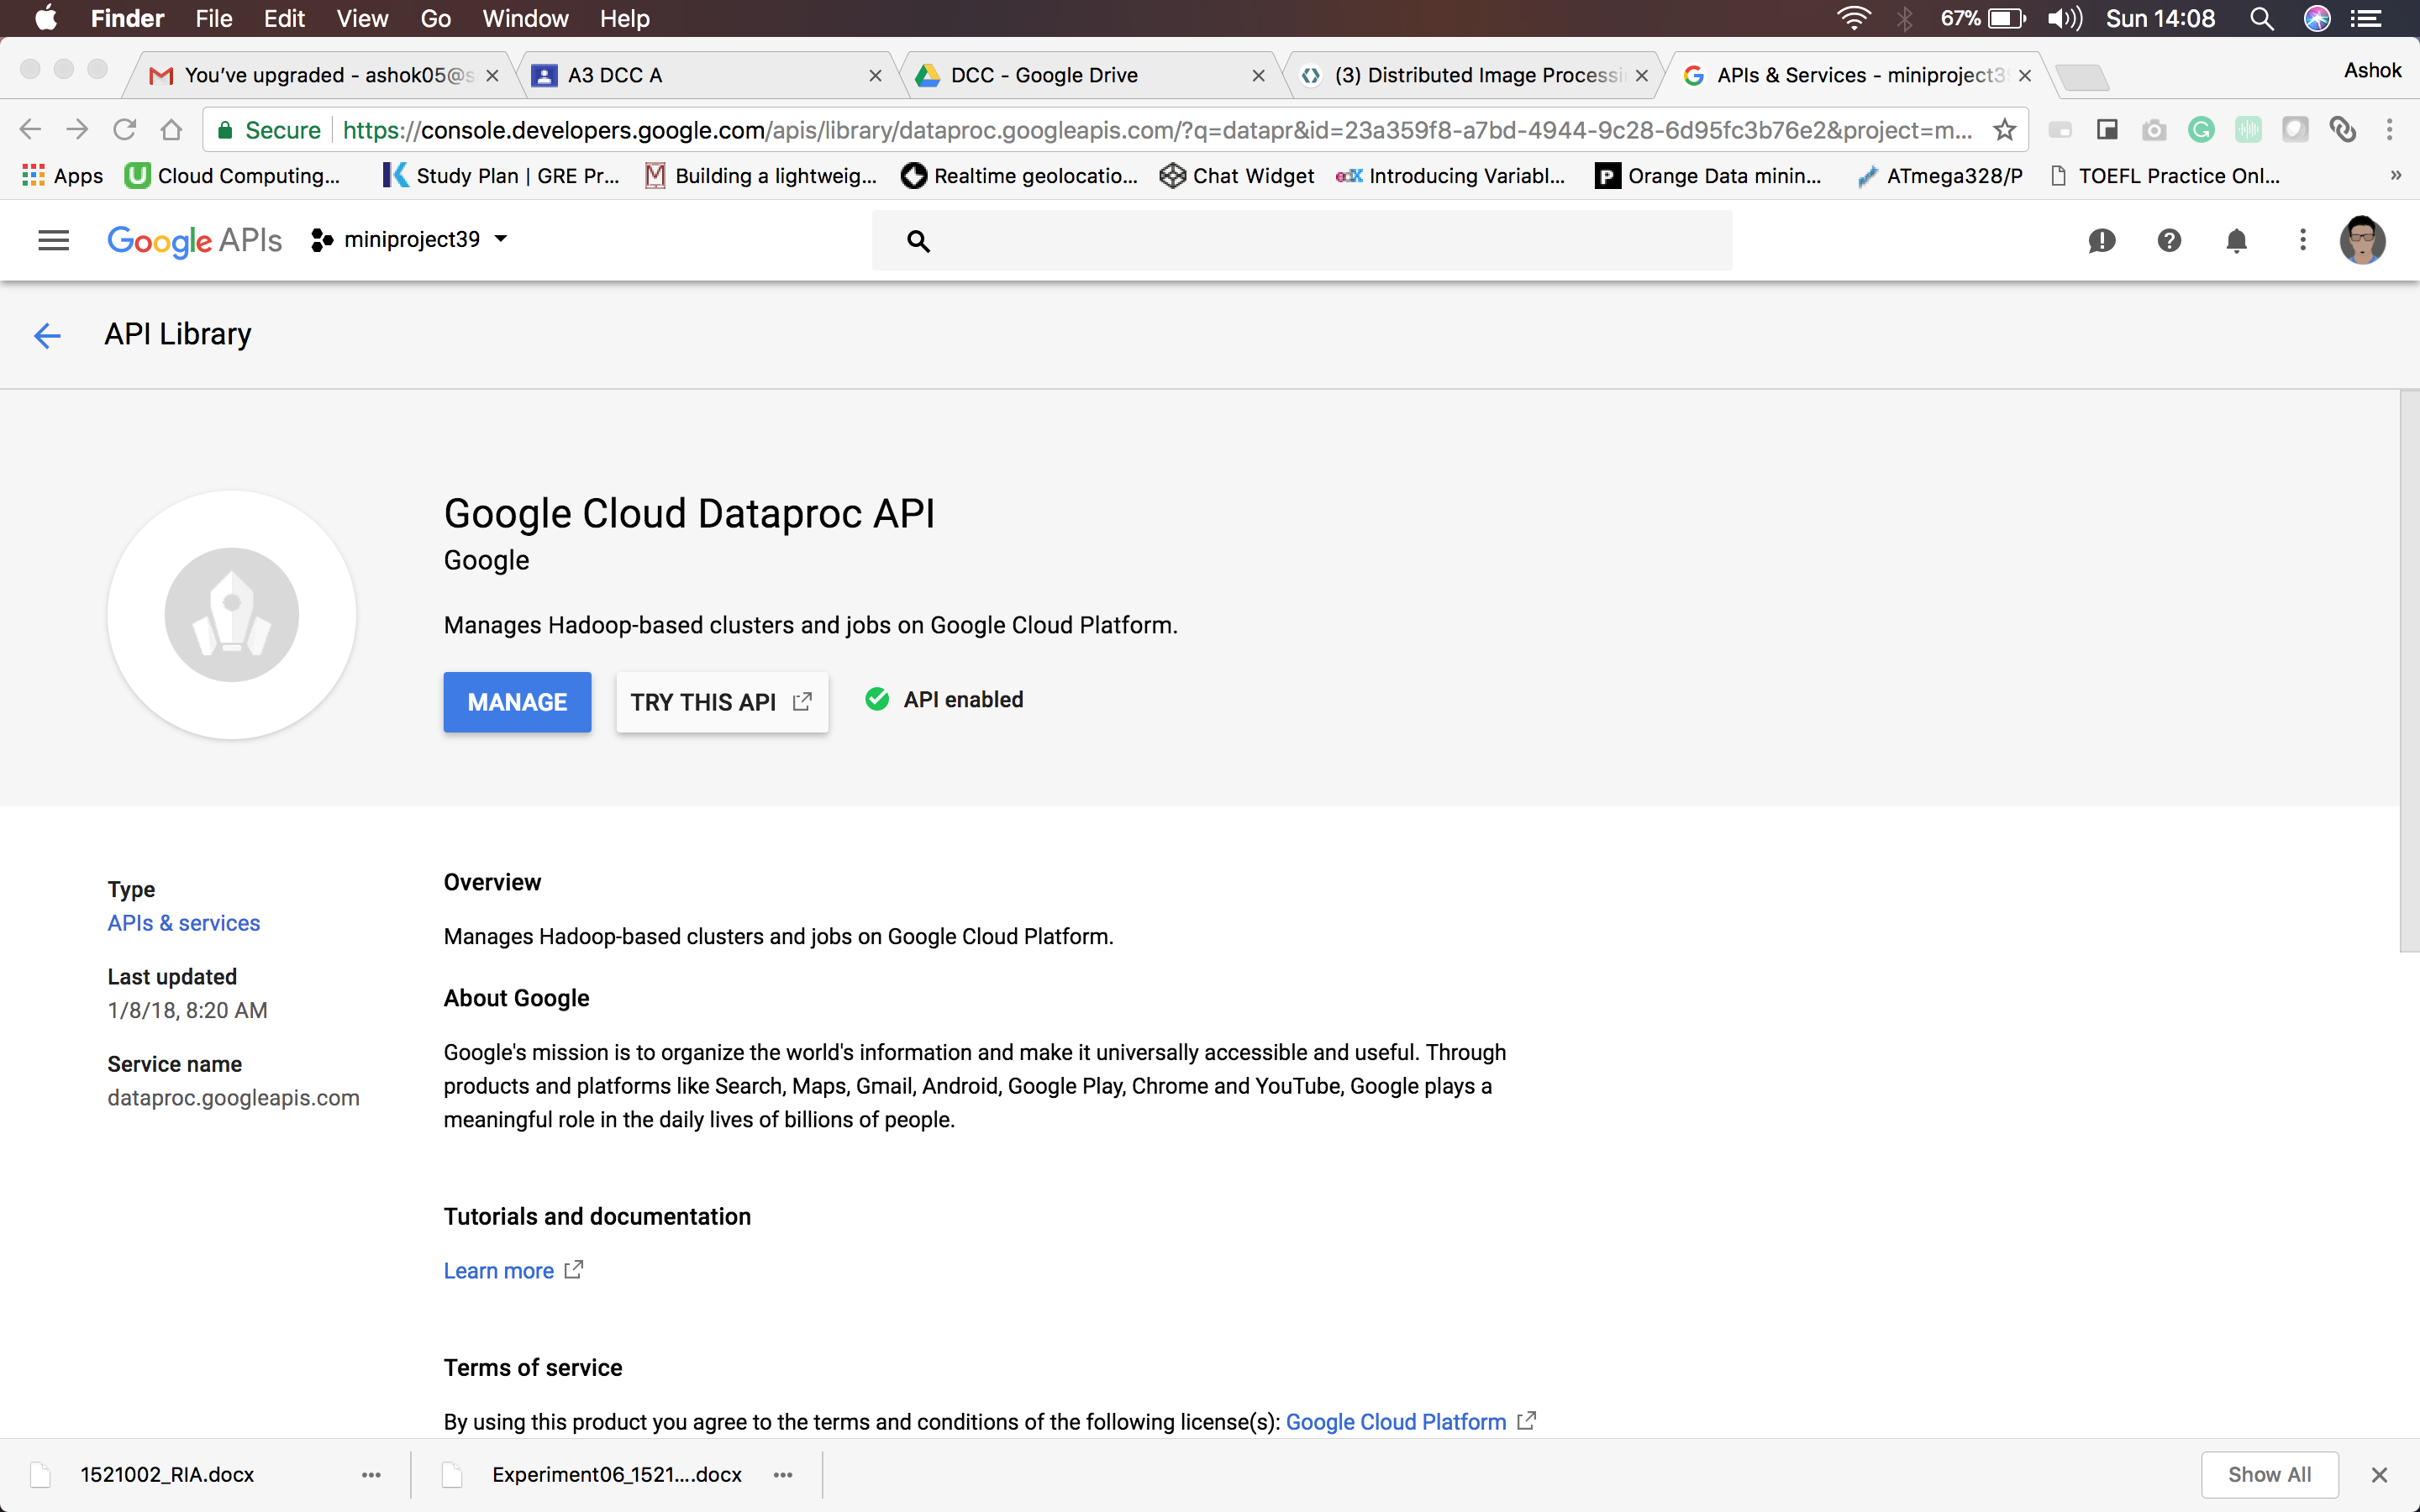 Finder File Edit View Go Window Help 67% Sun 14:08
You've upgraded - ashok05@s A3 DCC A DCC - Google Drive (3) Distributed Image Processi APIs & Services - miniproject39 Ashok
Secure https://console.developers.google.com/apis/library/dataproc.googleapis.com/?q=datapr&id=23a359f8-a7bd-4944-9c28-6d95fc3b76e2&project=m...
Apps Cloud Computing... Study Plan | GRE Pr... Building a lightweig... Realtime geolocatio... Chat Widget Introducing Variabl... Orange Data minin... ATmega328/P TOEFL Practice Onl... »
Google APIs miniproject39
API Library
Google Cloud Dataproc API
Google
Manages Hadoop-based clusters and jobs on Google Cloud Platform.
MANAGE TRY THIS API API enabled
Type
APIs & services
Last updated
1/8/18, 8:20 AM
Service name
dataproc.googleapis.com
Overview
Manages Hadoop-based clusters and jobs on Google Cloud Platform.
About Google
Google's mission is to organize the world's information and make it universally accessible and useful. Through
products and platforms like Search, Maps, Gmail, Android, Google Play, Chrome and YouTube, Google plays a
meaningful role in the daily lives of billions of people.
Tutorials and documentation
Learn more
Terms of service
By using this product you agree to the terms and conditions of the following license(s): Google Cloud Platform
1521002_RIA.docx Experiment06_1521....docx Show All